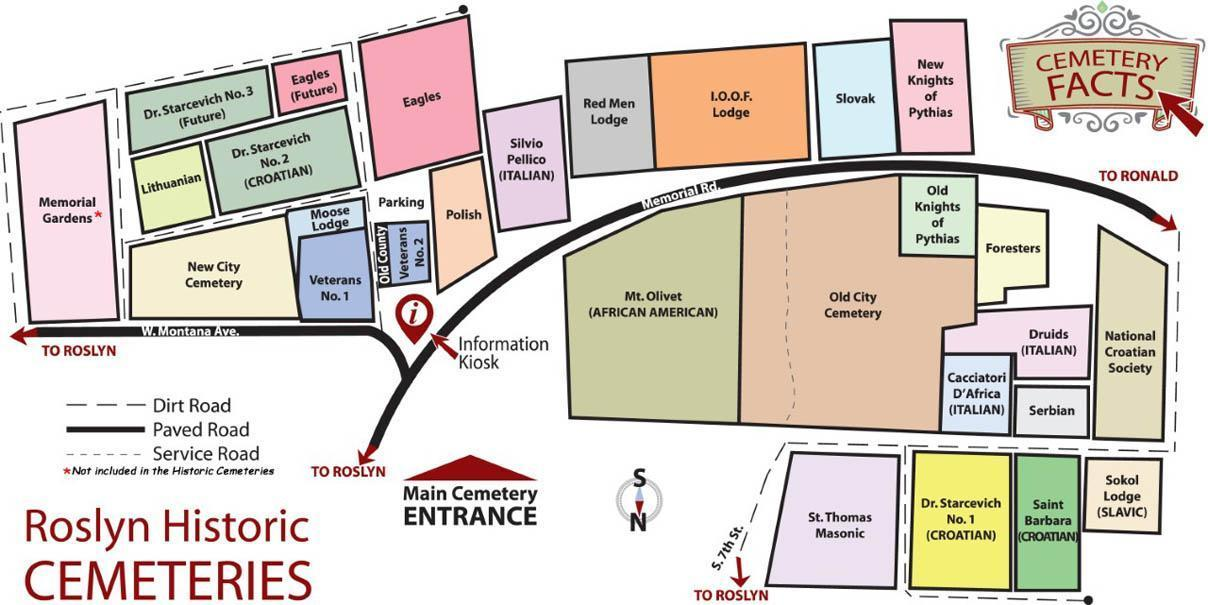 CEMETERY
FACTS
Eagles
(Future)
Dr. Starcevich No. 3
(Future)
Eagles
Dr. Starcevich
No. 2
(CROATIAN)
Lithuanian
Memorial
Gardens*
Moose
Lodge
New City
Cemetery
Veterans
No. 1
Parking
Old County
Veterans
No. 2
Polish
Silvio
Pellico
(ITALIAN)
Red Men
Lodge
I.O.O.F.
Lodge
Slovak
New
Knights
of
Pythias
Memorial Rd.
TO RONALD
Old
Knights
of
Pythias
Foresters
Mt. Olivet
(AFRICAN AMERICAN)
Old City
Cemetery
Druids
(ITALIAN)
National
Croatian
Society
Cacciatori
D'Africa
(ITALIAN)
Serbian
W. Montana Ave.
TO ROSLYN
i
Information
Kiosk
Dirt Road
Paved Road
Service Road
*Not included in the Historic Cemeteries
TO ROSLYN
Main Cemetery
ENTRANCE
S
N
St. Thomas
Masonic
Dr. Starcevich
No. 1
(CROATIAN)
Saint
Barbara
(CROATIAN)
Sokol
Lodge
(SLAVIC)
S. 7th St.
TO ROSLYN
Roslyn Historic
CEMETERIES